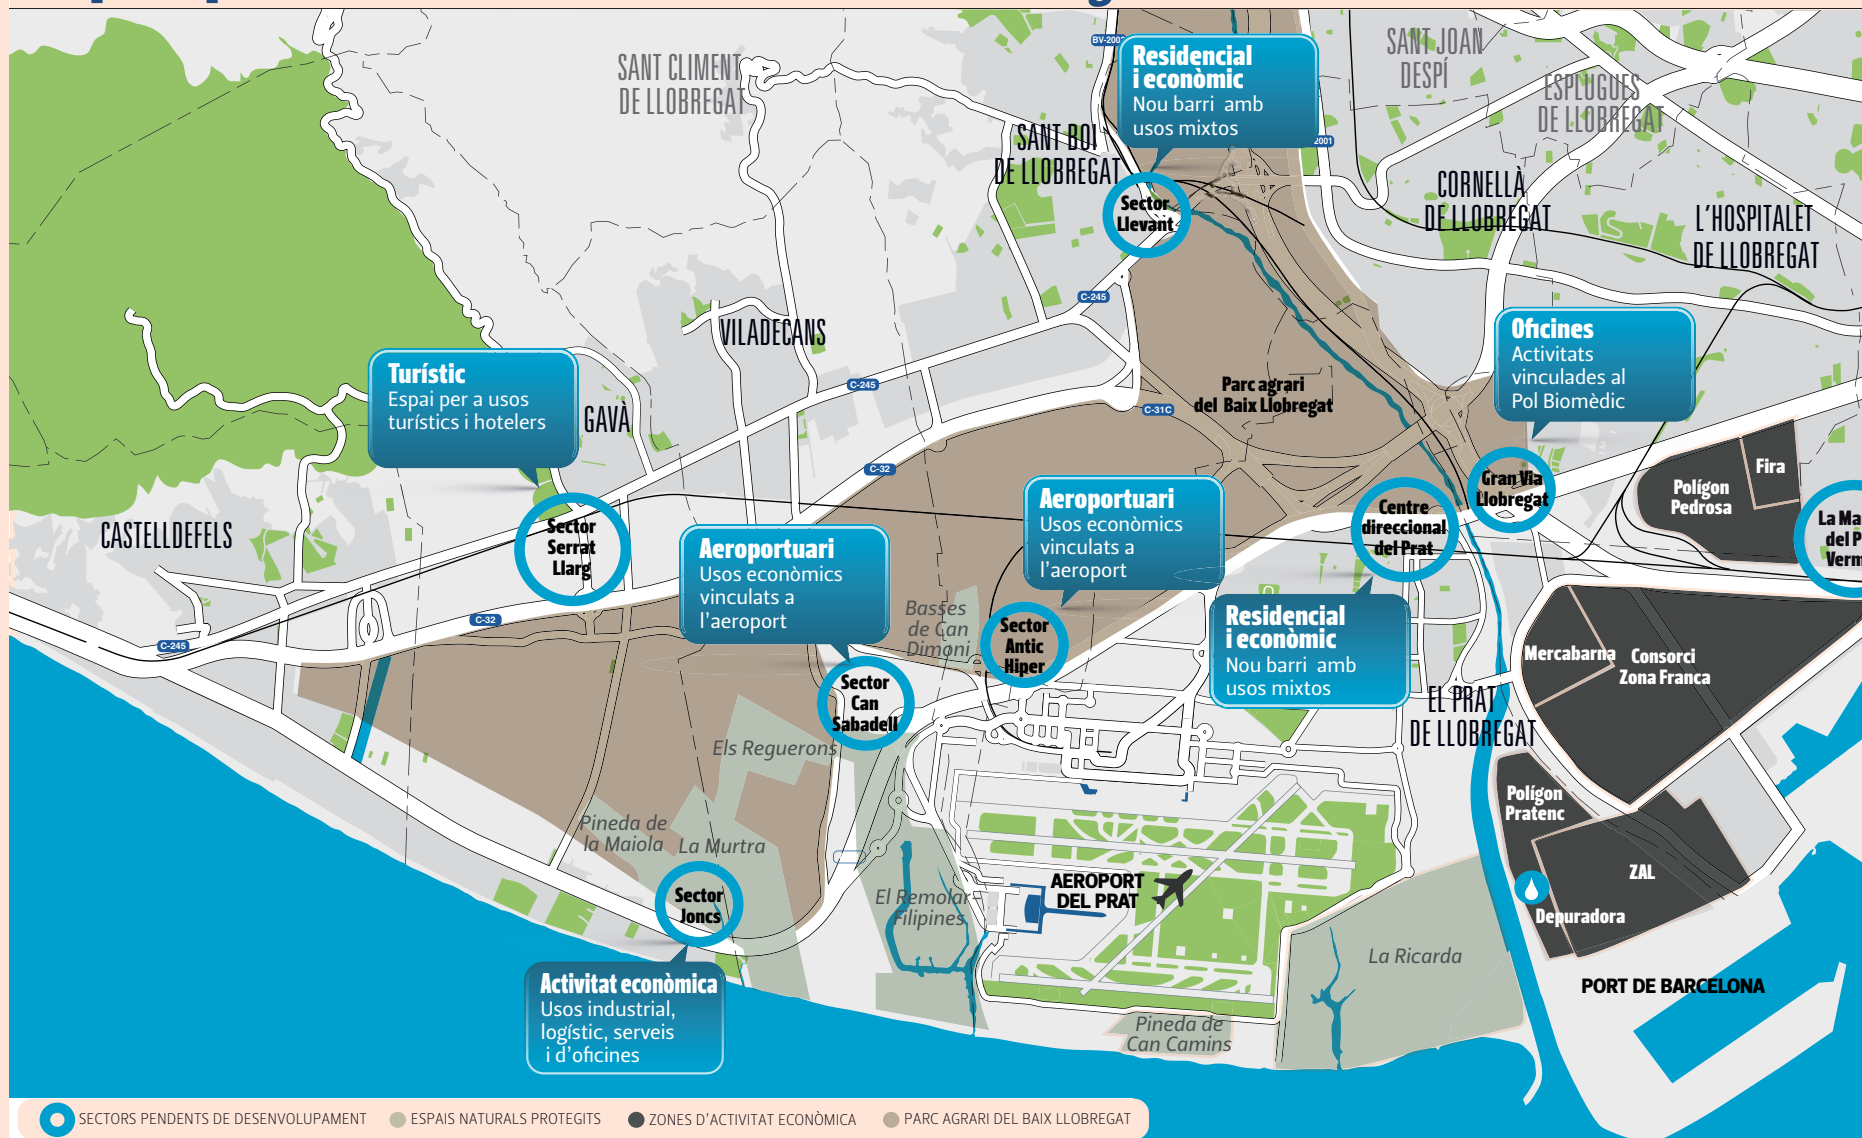 BV-2002
SANT CLIMENT
DE LLOBREGAT
Residencial
i econòmic
Nou barri amb
usos mixtos
SANT JOAN
DESPÍ
ESPLUGUES
DE LLOBREGAT
SANT BOI
DE LLOBREGAT
2001
CORNELLÀ
DE LLOBREGAT
L'HOSPITALET
DE LLOBREGAT
Sector
Llevant
C-245
VILADECANS
Oficines
Activitats
vinculades al
Pol Biomèdic
Turístic
Espai per a usos
turístics i hotelers
GAVÀ
C-245
Parc agrari
del Baix Llobregat
C-31C
C-32
Fira
Polígon
Pedrosa
Gran Via
Llobregat
Centre
direccional
del Prat
La Ma
del P
Verm
CASTELLDEFELS
Sector
Serrat
Llarg
Aeroportuari
Usos econòmics
vinculats a
l'aeroport
Aeroportuari
Usos econòmics
vinculats a
l'aeroport
Basses
de Can
Dimoni
Sector
Antic
Hiper
Residencial
i econòmic
Nou barri amb
usos mixtos
C-32
C-245
Mercabarna
Consorci
Zona Franca
Sector
Can
Sabadell
EL PRAT
DE LLOBREGAT
Els Reguerons
Polígon
Pratenc
Pineda de
la Maiola
La Murtra
ZAL
Sector
Joncs
El Remolar-
Filipines
AEROPORT
DEL PRAT
Depuradora
La Ricarda
PORT DE BARCELONA
Activitat econòmica
Usos industrial,
logístic, serveis
i d'oficines
Pineda de
Can Camins
SECTORS PENDENTS DE DESENVOLUPAMENT
ESPAIS NATURALS PROTEGITS
ZONES D'ACTIVITAT ECONÒMICA
PARC AGRARI DEL BAIX LLOBREGAT